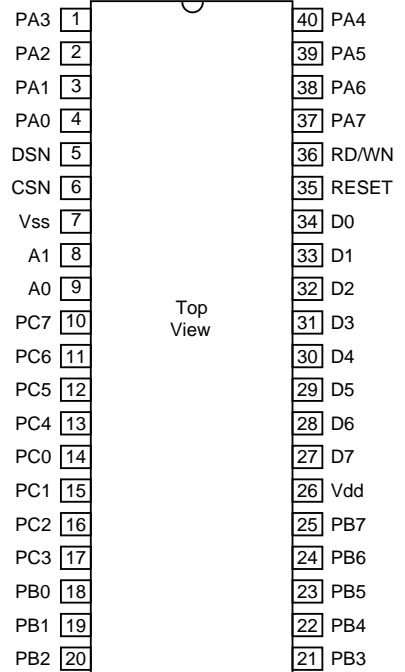 PA3 1 40 PA4
PA2 2 39 PA5
PA1 3 38 PA6
PA0 4 37 PA7
DSN 5 36 RD/WN
CSN 6 35 RESET
Vss 7 34 D0
A1 8 33 D1
A0 9 32 D2
Top
View
PC7 10 31 D3
PC6 11 30 D4
PC5 12 29 D5
PC4 13 28 D6
PC0 14 27 D7
PC1 15 26 Vdd
PC2 16 25 PB7
PC3 17 24 PB6
PB0 18 23 PB5
PB1 19 22 PB4
PB2 20 21 PB3